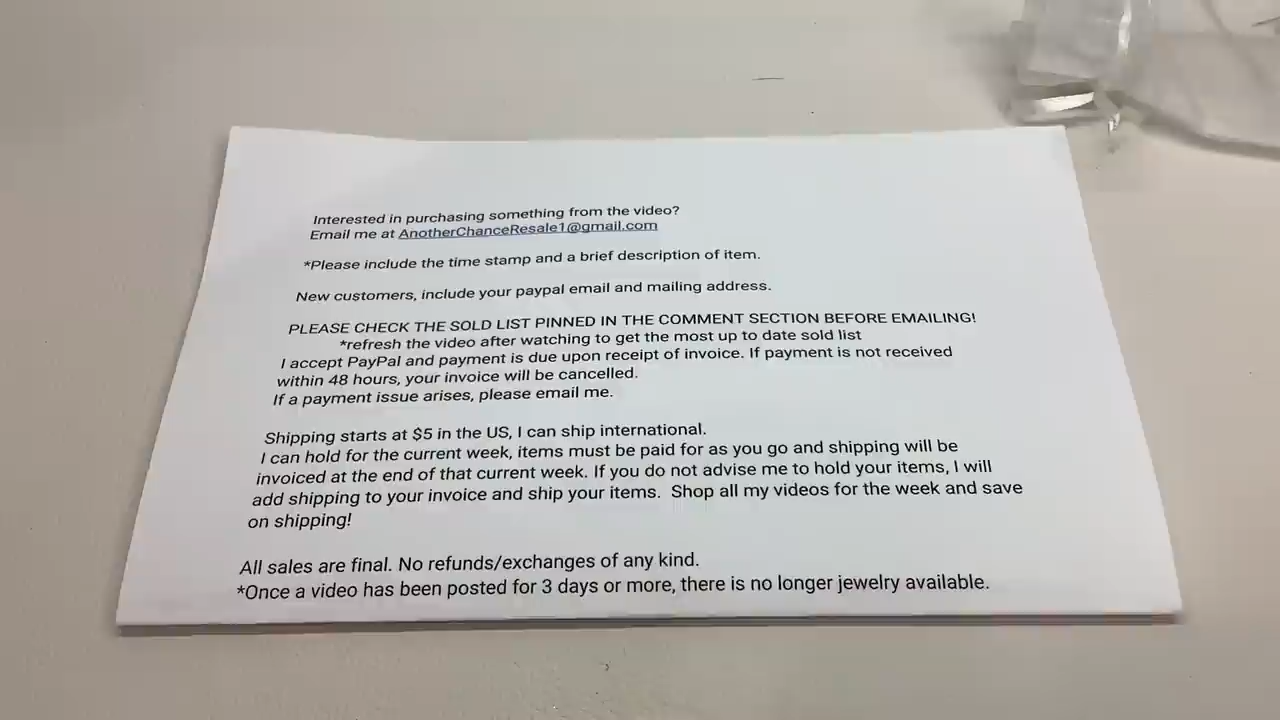 Interested in purchasing something from the video?
Email me at AnotherChanceResale1@gmail.com
*Please include the time stamp and a brief description of item.
New customers, include your paypal email and mailing address.
PLEASE CHECK THE SOLD LIST PINNED IN THE COMMENT SECTION BEFORE EMAILING!
*refresh the video after watching to get the most up to date sold list
I accept PayPal and payment is due upon receipt of invoice. If payment is not received
within 48 hours, your invoice will be cancelled.
If a payment issue arises, please email me.
Shipping starts at $5 in the US, I can ship international.
I can hold for the current week, items must be paid for as you go and shipping will be
invoiced at the end of that current week. If you do not advise me to hold your items, I will
add shipping to your invoice and ship your items. Shop all my videos for the week and save
on shipping!
All sales are final. No refunds/exchanges of any kind.
*Once a video has been posted for 3 days or more, there is no longer jewelry available.